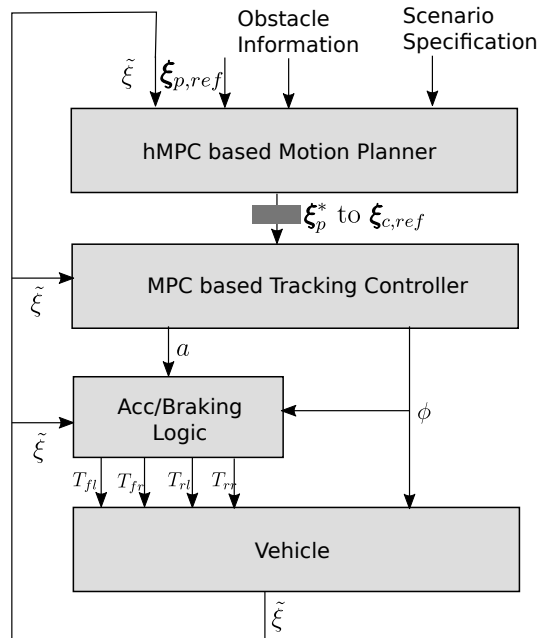 Obstacle
Information
Scenario
Specification
ξ̃
ξ_{p,ref}
hMPC based Motion Planner
ξ_p^* to ξ_{c,ref}
MPC based Tracking Controller
ξ̃
a
Acc/Braking
Logic
ϕ
ξ̃
T_{fl} T_{fr} T_{rl} T_{rr}
Vehicle
ξ̃